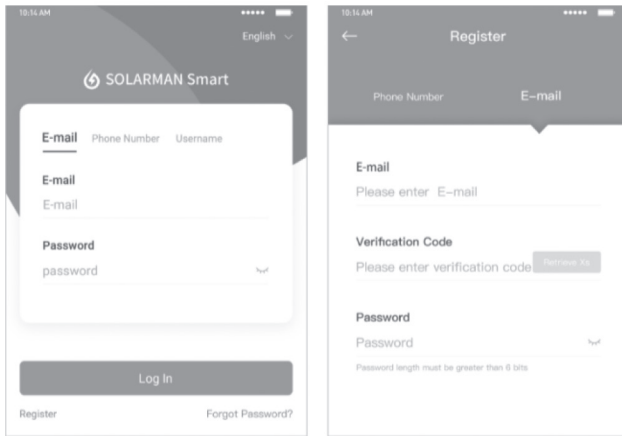 10:14 AM
English
SOLARMAN Smart
E-mail Phone Number Username
E-mail
E-mail
Password
password
Log In
Register Forgot Password?
10:14 AM
Register
Phone Number E-mail
E-mail
Please enter E-mail
Verification Code
Please enter verification code
Password
Password
Password length must be greater than 6 bits